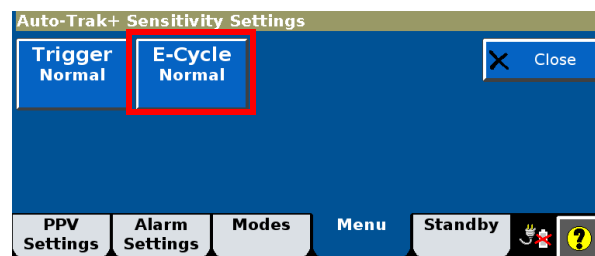 Auto-Trak+ Sensitivity Settings
Trigger
Normal
E-Cycle
Normal
Close
PPV
Settings
Alarm
Settings
Modes
Menu
Standby
?